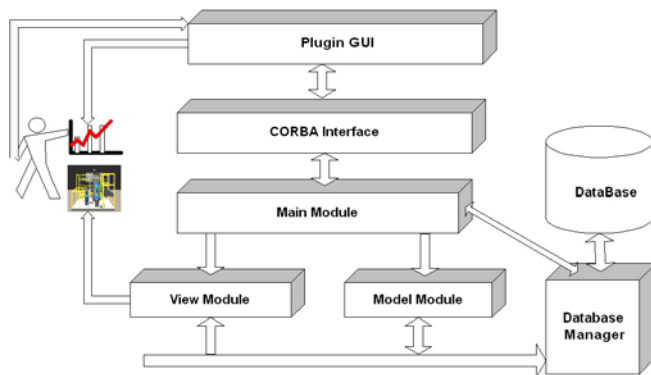 Plugin GUI
CORBA Interface
DataBase
Main Module
View Module
Model Module
Database
Manager